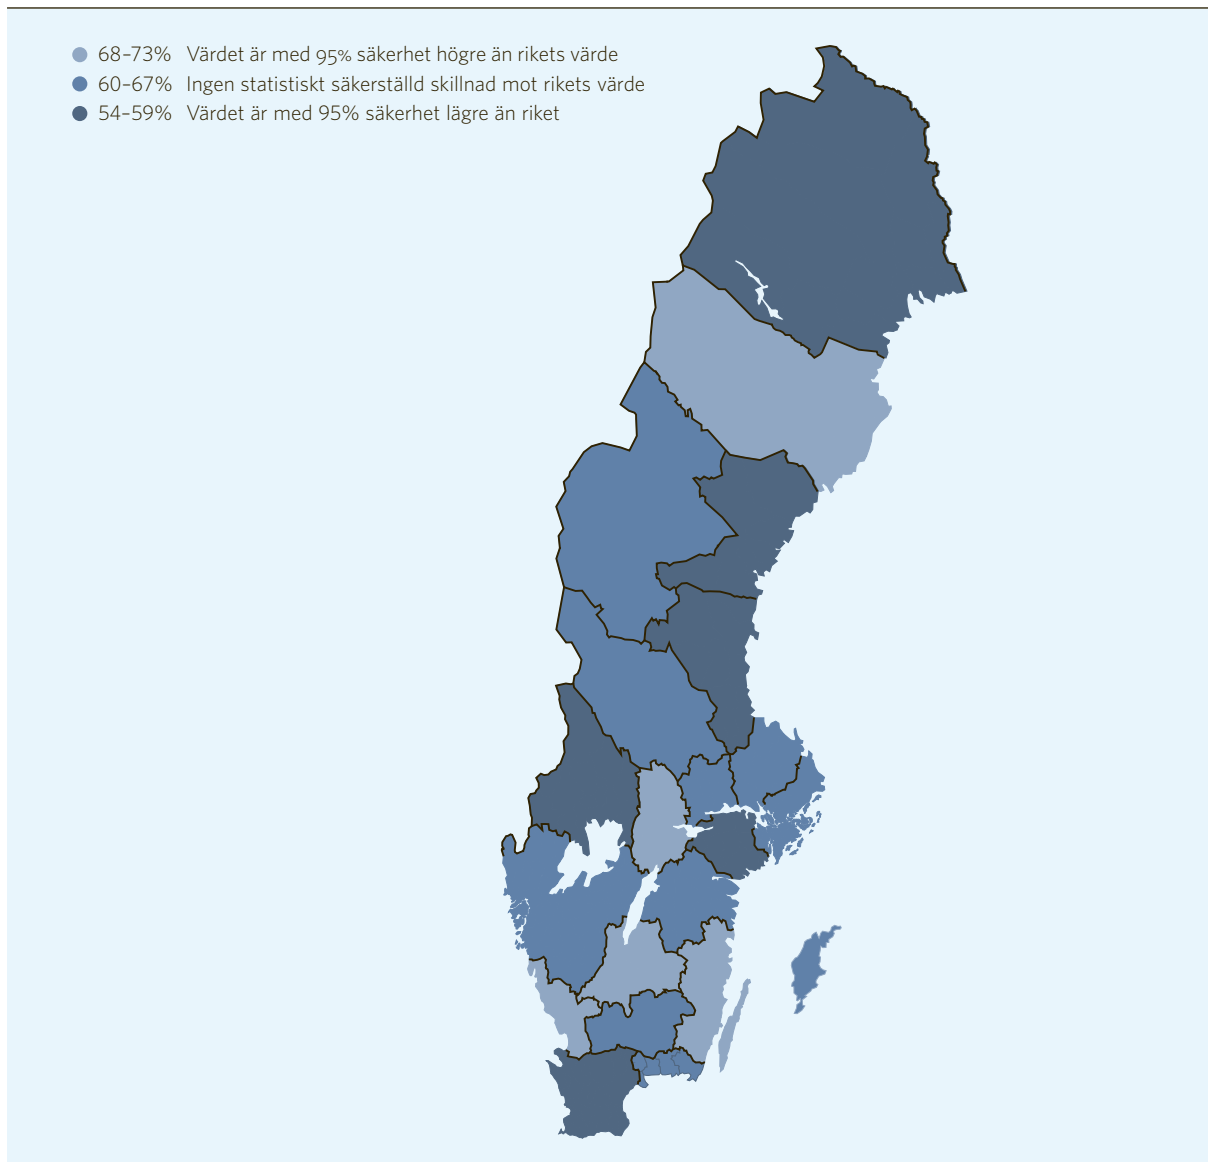 68–73% Värdet är med 95% säkerhet högre än rikets värde
60–67% Ingen statistiskt säkerställd skillnad mot rikets värde
54–59% Värdet är med 95% säkerhet lägre än riket